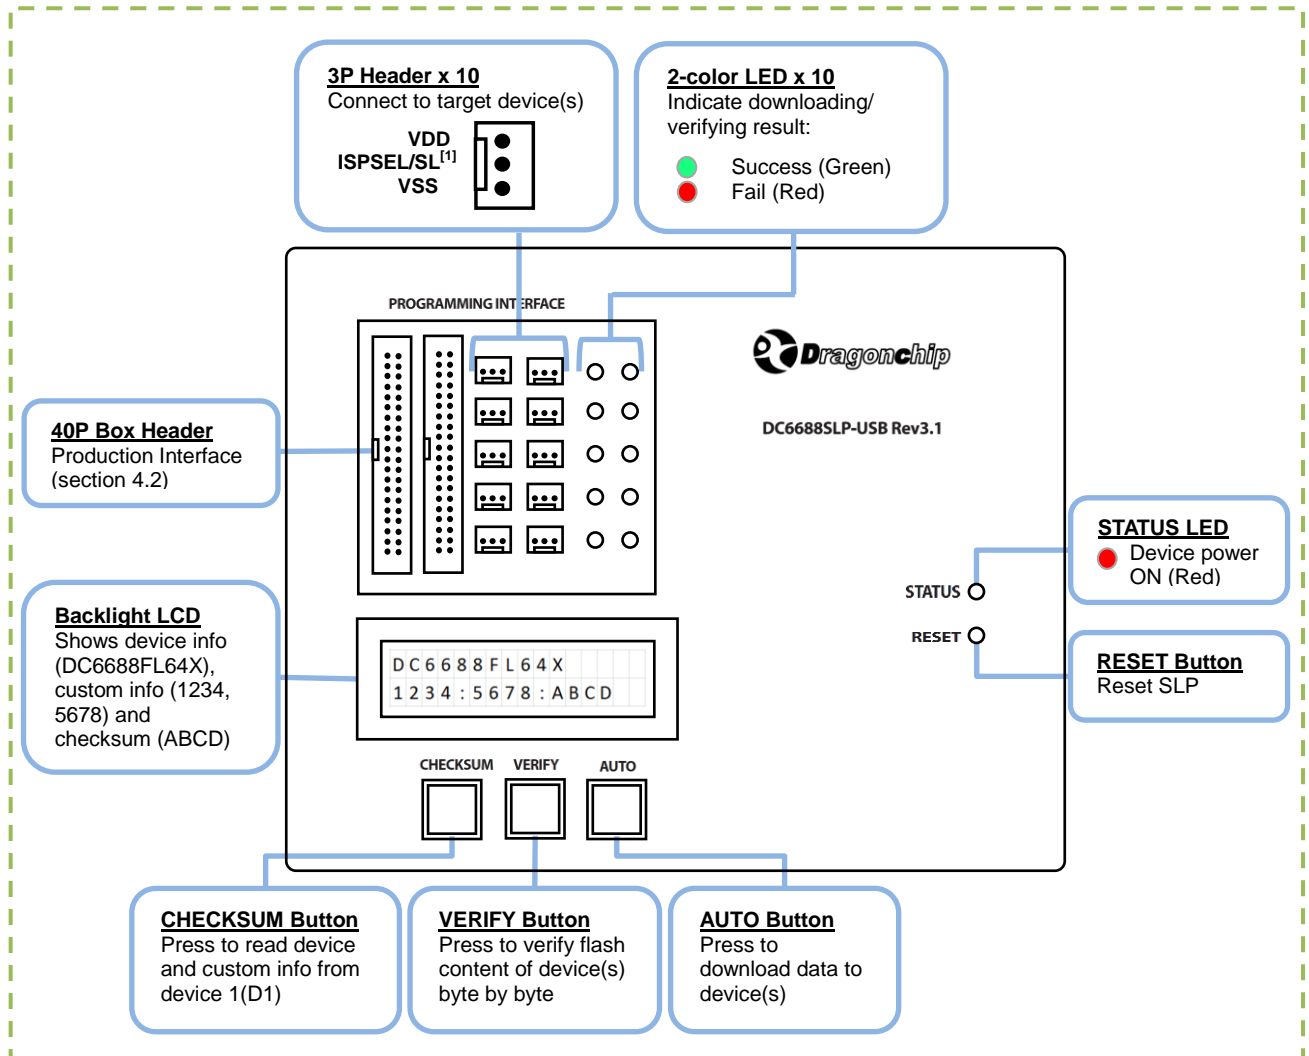 3P Header x 10
Connect to target device(s)
VDD
ISPSEL/SL[1]
VSS
2-color LED x 10
Indicate downloading/
verifying result:
Success (Green)
Fail (Red)
PROGRAMMING INTERFACE
Dragonchip
DC6688SLP-USB Rev3.1
40P Box Header
Production Interface
(section 4.2)
STATUS LED
Device power
ON (Red)
STATUS
RESET
RESET Button
Reset SLP
Backlight LCD
Shows device info
(DC6688FL64X),
custom info (1234,
5678) and
checksum (ABCD)
DC6688FL64X
1234:5678:ABCD
CHECKSUM VERIFY AUTO
CHECKSUM Button
Press to read device
and custom info from
device 1(D1)
VERIFY Button
Press to verify flash
content of device(s)
byte by byte
AUTO Button
Press to
download data to
device(s)